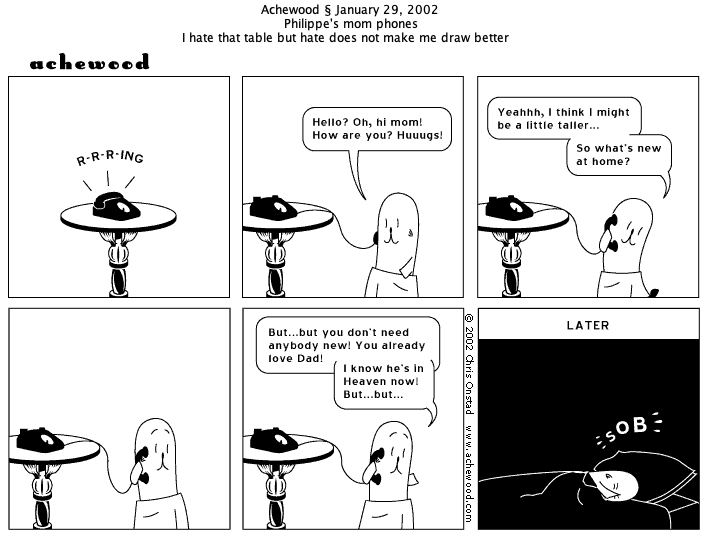 Achewood § January 29, 2002
Philippe's mom phones
I hate that table but hate does not make me draw better
achewood
R-R-R-ING
Hello? Oh, hi mom!
How are you? Huuugs!
Yeahhh, I think I might
be a little taller...
So what's new
at home?
But...but you don't need
anybody new! You already
love Dad!
I know he's in
Heaven now!
But...but...
© 2002 Chris Onstad www.achewood.com
LATER
SOB